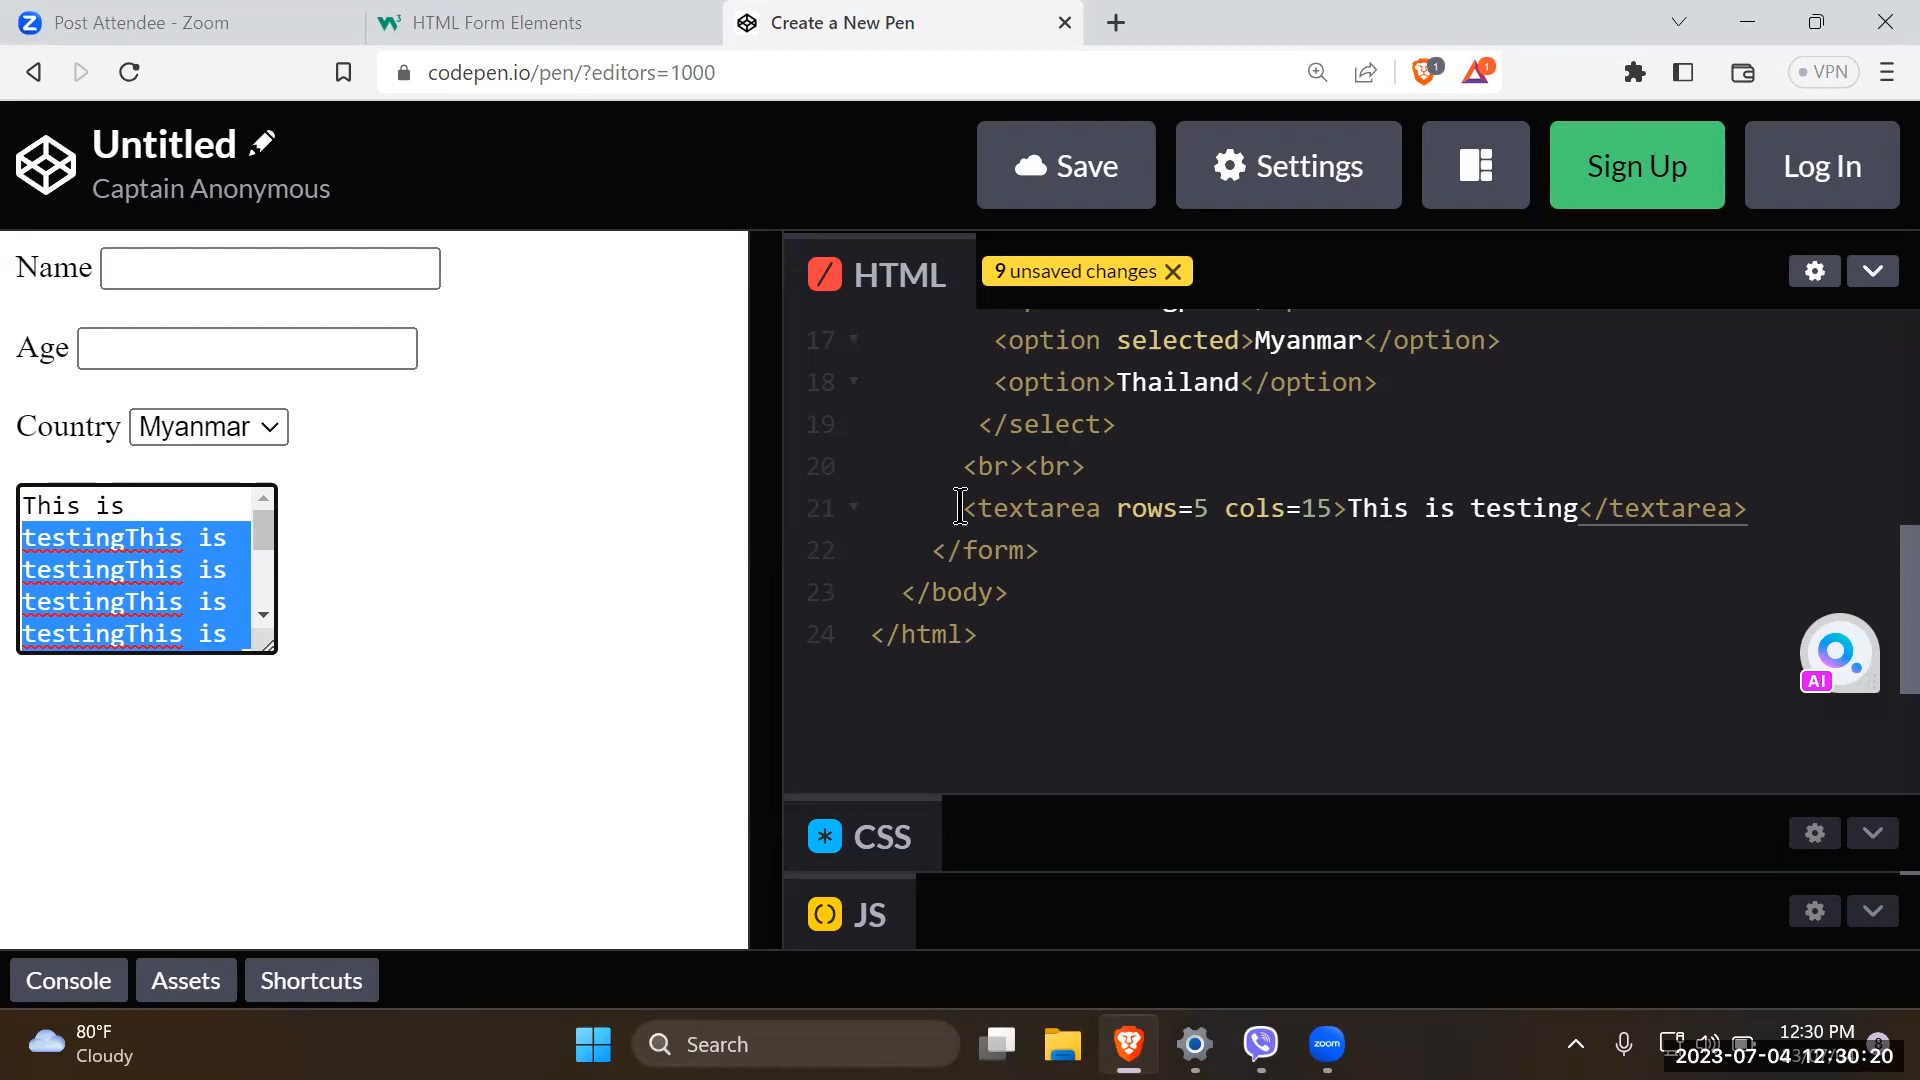 Post Attendee - Zoom
HTML Form Elements
Create a New Pen
codepen.io/pen/?editors=1000
1
1
VPN
Untitled
Captain Anonymous
Save
Settings
Sign Up
Log In
Name
Age
Country Myanmar
This is
testingThis is
testingThis is
testingThis is
testingThis is
HTML
9 unsaved changes
17 <option selected>Myanmar</option>
18 <option>Thailand</option>
19 </select>
20 <br><br>
21 <textarea rows=5 cols=15>This is testing</textarea>
22 </form>
23 </body>
24 </html>
AI
CSS
JS
Console
Assets
Shortcuts
80°F
Cloudy
Search
zoom
12:30 PM
2023-07-04 12:30:20